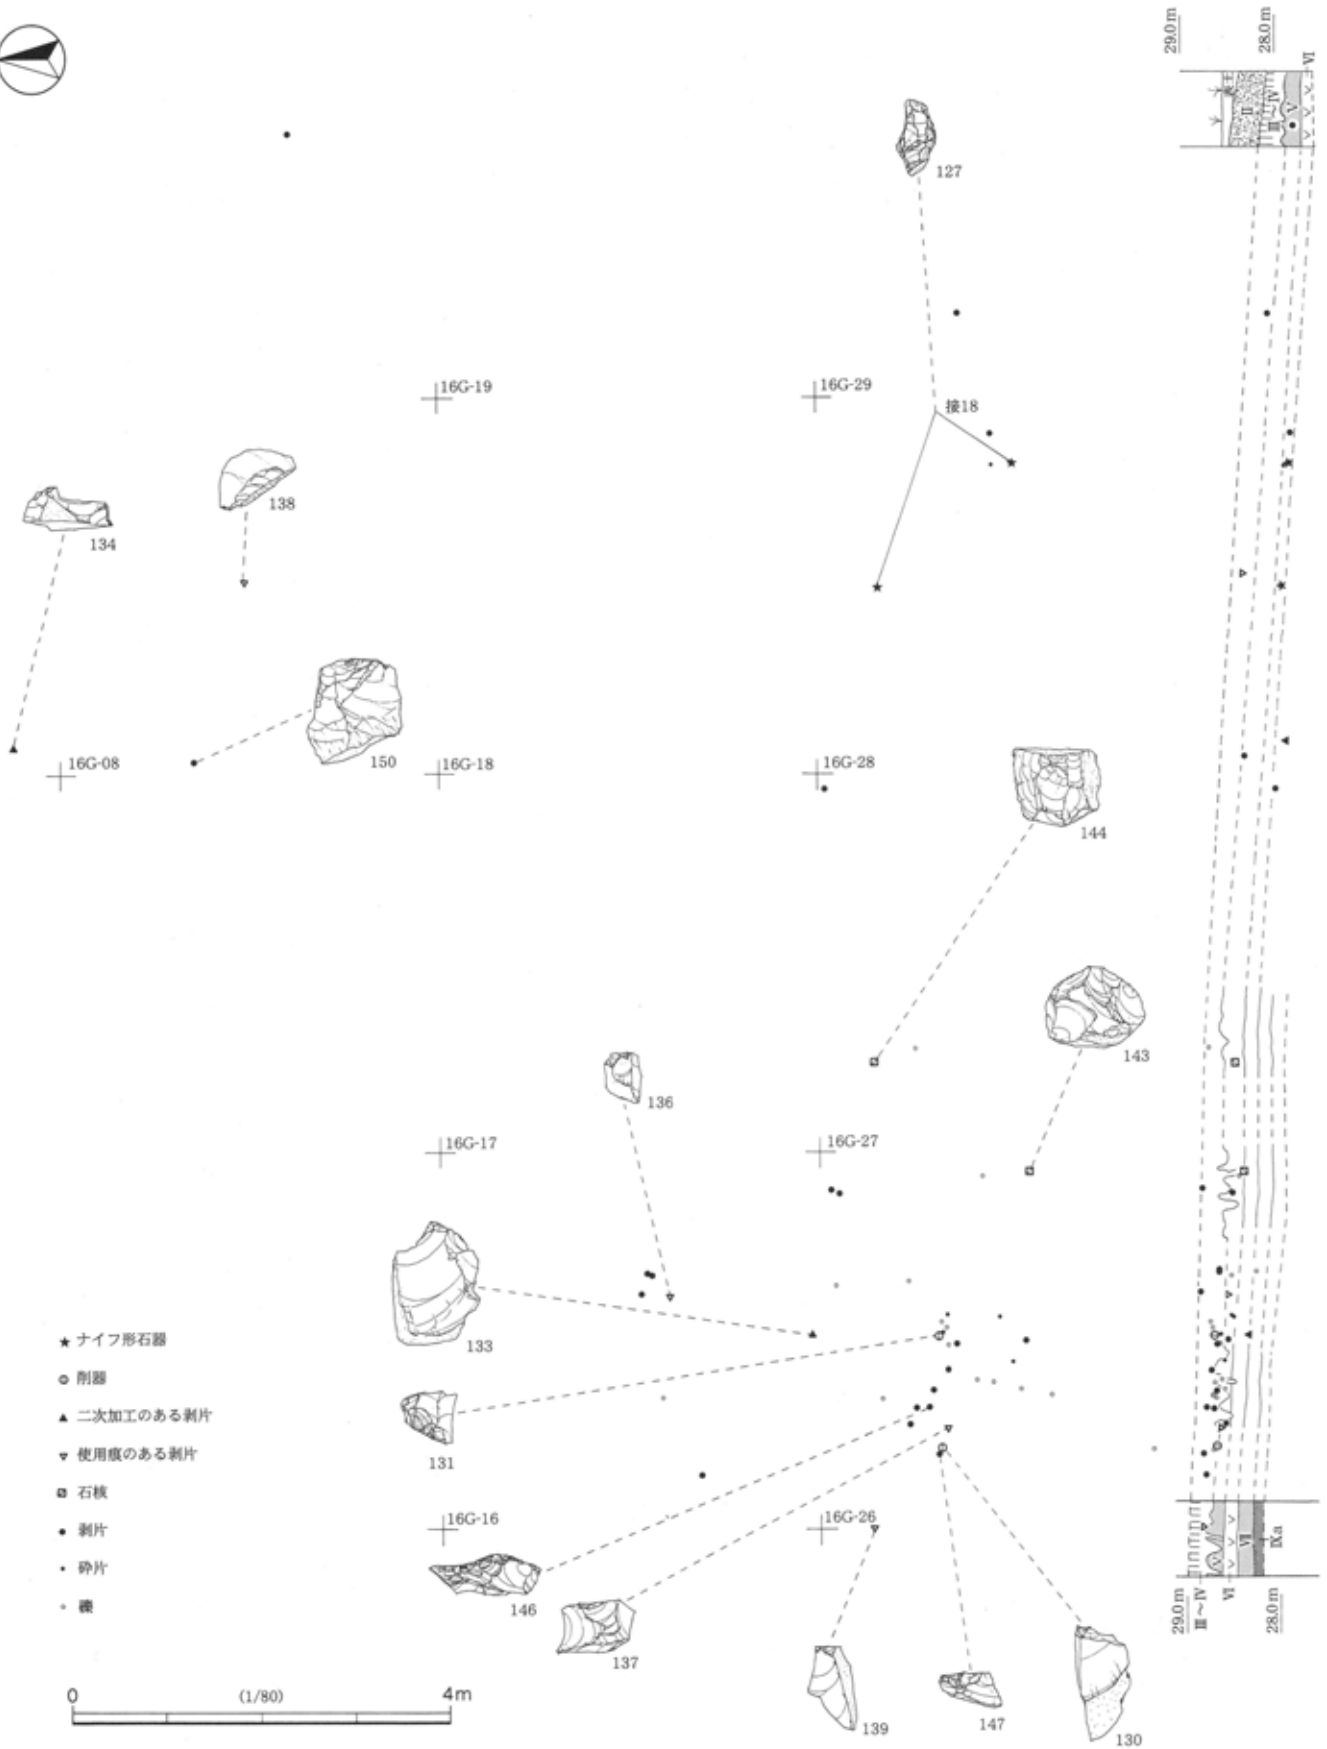 29.0m
28.0m
VI
II
III～IV
V
127
16G-19
16G-29
接18
138
134
150
16G-08
16G-18
16G-28
144
143
136
16G-17
16G-27
133
131
★ ナイフ形石器
削器
▲ 二次加工のある剥片
▽ 使用痕のある剥片
石核
● 剥片
・ 砕片
○ 礫
16G-16
16G-26
146
137
139
147
130
VII
IXa
29.0m
III～IV
VI
28.0m
0 (1/80) 4m